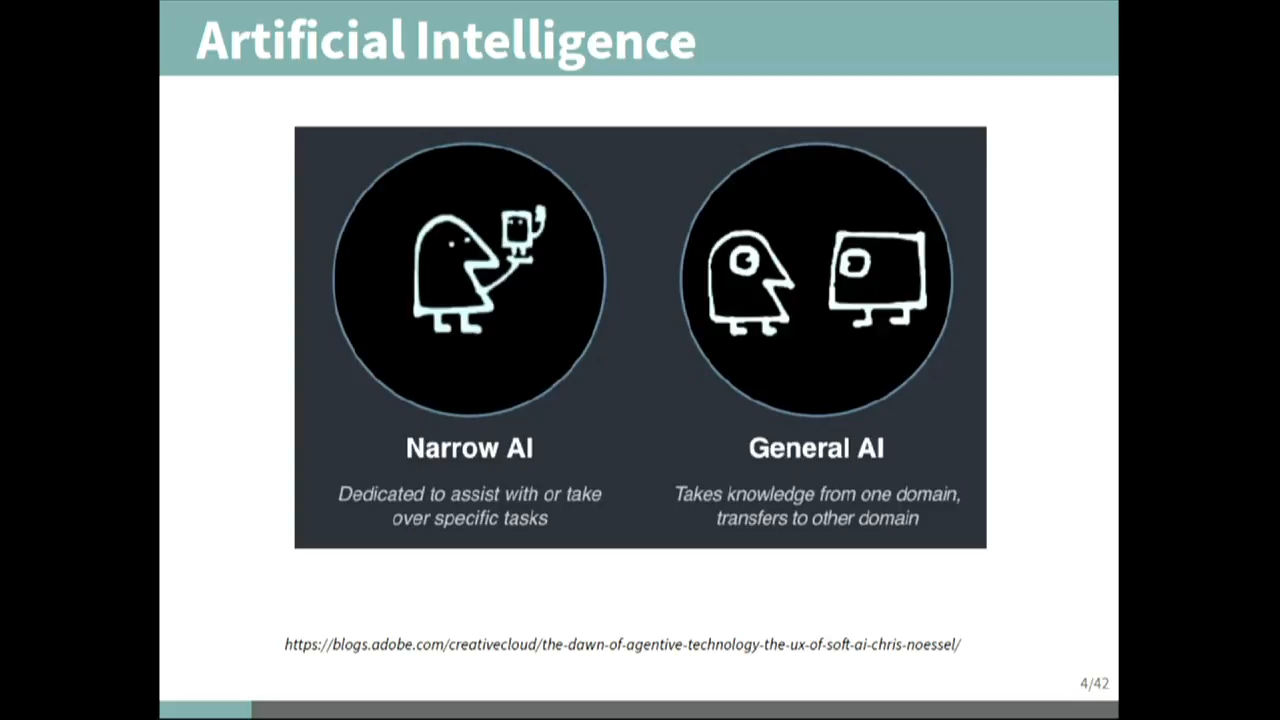 Artificial Intelligence
Narrow AI
Dedicated to assist with or take
over specific tasks
General AI
Takes knowledge from one domain,
transfers to other domain
https://blogs.adobe.com/creativecloud/the-dawn-of-agentive-technology-the-ux-of-soft-ai-chris-noessel/
4/42